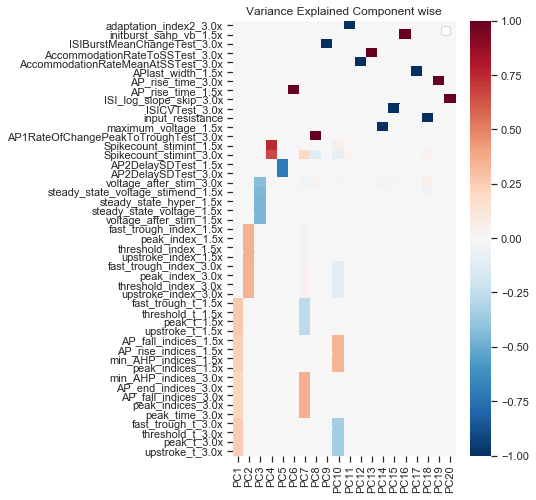 Variance Explained Component wise
adaptation_index2_3.0x
initburst_sahp_vb_1.5x
ISIBurstMeanChangeTest_3.0x
AccommodationRateToSSTest_3.0x
AccommodationRateMeanAtSSTest_3.0x
APlast_width_1.5x
AP_rise_time_3.0x
AP_rise_time_1.5x
ISI_log_slope_skip_3.0x
ISICVTest_3.0x
input_resistance
maximum_voltage_1.5x
AP1RateOfChangePeakToTroughTest_3.0x
Spikecount_stimint_1.5x
Spikecount_stimint_3.0x
AP2DelaySDTest_1.5x
AP2DelaySDTest_3.0x
voltage_after_stim_3.0x
steady_state_voltage_stimend_1.5x
steady_state_hyper_1.5x
steady_state_voltage_1.5x
voltage_after_stim_1.5x
fast_trough_index_1.5x
peak_index_1.5x
threshold_index_1.5x
upstroke_index_1.5x
fast_trough_index_3.0x
peak_index_3.0x
threshold_index_3.0x
upstroke_index_3.0x
fast_trough_t_1.5x
threshold_t_1.5x
peak_t_1.5x
upstroke_t_1.5x
AP_fall_indices_1.5x
AP_rise_indices_1.5x
min_AHP_indices_1.5x
peak_indices_1.5x
min_AHP_indices_3.0x
AP_end_indices_3.0x
AP_fall_indices_3.0x
peak_indices_3.0x
peak_time_3.0x
fast_trough_t_3.0x
threshold_t_3.0x
peak_t_3.0x
upstroke_t_3.0x
PC1
PC2
PC3
PC4
PC5
PC6
PC7
PC8
PC9
PC10
PC11
PC12
PC13
PC14
PC15
PC16
PC17
PC18
PC19
PC20
1.00
0.75
0.50
0.25
0.00
−0.25
−0.50
−0.75
−1.00